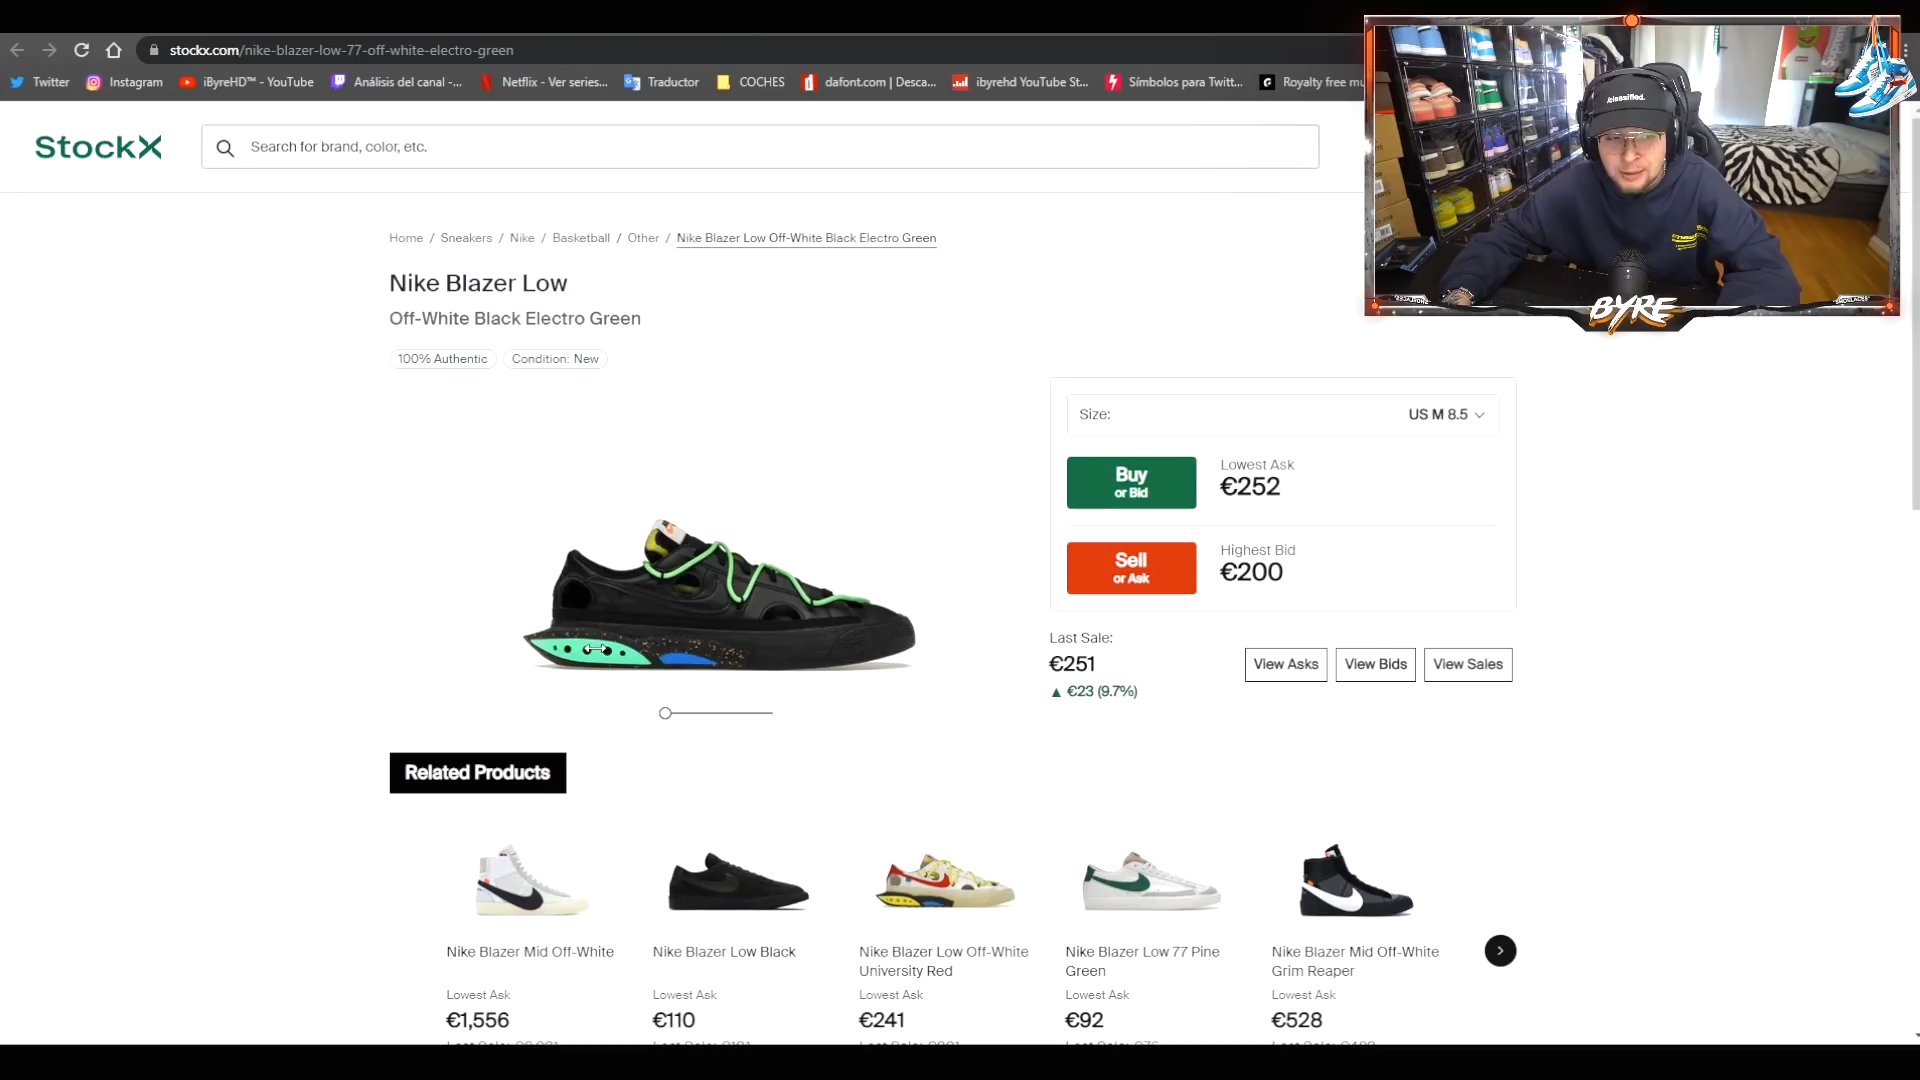 stockx.com/nike-blazer-low-77-off-white-electro-green
Twitter
Instagram
iByreHD™ - YouTube
Análisis del canal -...
Netflix - Ver series...
Traductor
COCHES
dafont.com | Desca...
ibyrehd YouTube St...
Símbolos para Twitt...
Royalty free mu
/classified.
BYRE
StockX
Search for brand, color, etc.
Home / Sneakers / Nike / Basketball / Other / Nike Blazer Low Off-White Black Electro Green
Nike Blazer Low
Off-White Black Electro Green
100% Authentic
Condition: New
Size:
US M 8.5
Buy
or Bid
Lowest Ask
€252
Sell
or Ask
Highest Bid
€200
Last Sale:
€251
▲ €23 (9.7%)
View Asks
View Bids
View Sales
Related Products
Nike Blazer Mid Off-White
Lowest Ask
€1,556
Nike Blazer Low Black
Lowest Ask
€110
Nike Blazer Low Off-White
University Red
Lowest Ask
€241
Nike Blazer Low 77 Pine
Green
Lowest Ask
€92
Nike Blazer Mid Off-White
Grim Reaper
Lowest Ask
€528